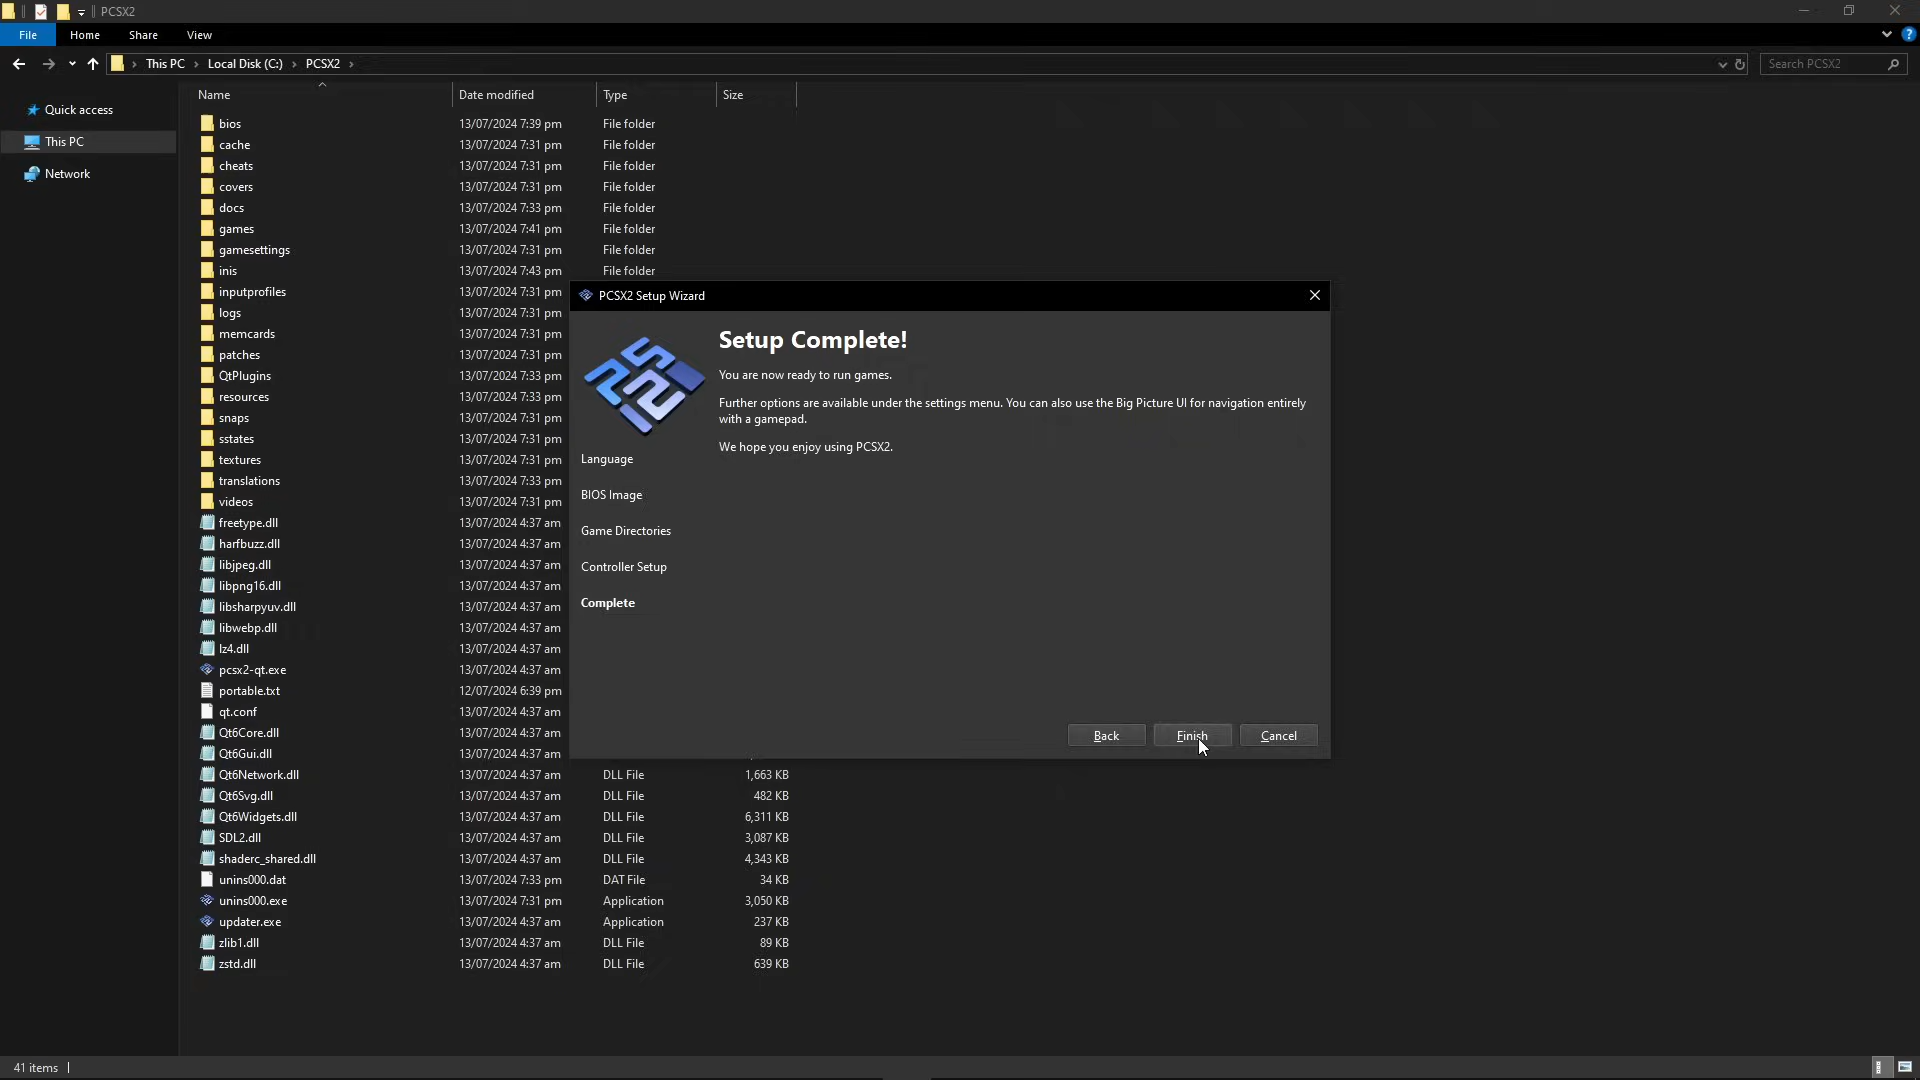 PCSX2
File Home Share View
This PC Local Disk (C:) PCSX2 Search PCSX2
Quick access
This PC
Network
Name Date modified Type Size
bios 13/07/2024 7:39 pm File folder
cache 13/07/2024 7:31 pm File folder
cheats 13/07/2024 7:31 pm File folder
covers 13/07/2024 7:31 pm File folder
docs 13/07/2024 7:33 pm File folder
games 13/07/2024 7:41 pm File folder
gamesettings 13/07/2024 7:31 pm File folder
inis 13/07/2024 7:43 pm File folder
inputprofiles 13/07/2024 7:31 pm
logs 13/07/2024 7:31 pm
memcards 13/07/2024 7:31 pm
patches 13/07/2024 7:31 pm
QtPlugins 13/07/2024 7:33 pm
resources 13/07/2024 7:33 pm
snaps 13/07/2024 7:31 pm
sstates 13/07/2024 7:31 pm
textures 13/07/2024 7:31 pm
translations 13/07/2024 7:33 pm
videos 13/07/2024 7:31 pm
freetype.dll 13/07/2024 4:37 am
harfbuzz.dll 13/07/2024 4:37 am
libjpeg.dll 13/07/2024 4:37 am
libpng16.dll 13/07/2024 4:37 am
libsharpyuv.dll 13/07/2024 4:37 am
libwebp.dll 13/07/2024 4:37 am
lz4.dll 13/07/2024 4:37 am
pcsx2-qt.exe 13/07/2024 4:37 am
portable.txt 12/07/2024 6:39 pm
qt.conf 13/07/2024 4:37 am
Qt6Core.dll 13/07/2024 4:37 am
Qt6Gui.dll 13/07/2024 4:37 am
Qt6Network.dll 13/07/2024 4:37 am DLL File 1,663 KB
Qt6Svg.dll 13/07/2024 4:37 am DLL File 482 KB
Qt6Widgets.dll 13/07/2024 4:37 am DLL File 6,311 KB
SDL2.dll 13/07/2024 4:37 am DLL File 3,087 KB
shaderc_shared.dll 13/07/2024 4:37 am DLL File 4,343 KB
unins000.dat 13/07/2024 7:33 pm DAT File 34 KB
unins000.exe 13/07/2024 7:31 pm Application 3,050 KB
updater.exe 13/07/2024 4:37 am Application 237 KB
zlib1.dll 13/07/2024 4:37 am DLL File 89 KB
zstd.dll 13/07/2024 4:37 am DLL File 639 KB
PCSX2 Setup Wizard
Setup Complete!
You are now ready to run games.
Further options are available under the settings menu. You can also use the Big Picture UI for navigation entirely
with a gamepad.
We hope you enjoy using PCSX2.
Language
BIOS Image
Game Directories
Controller Setup
Complete
Back Finish Cancel
41 items